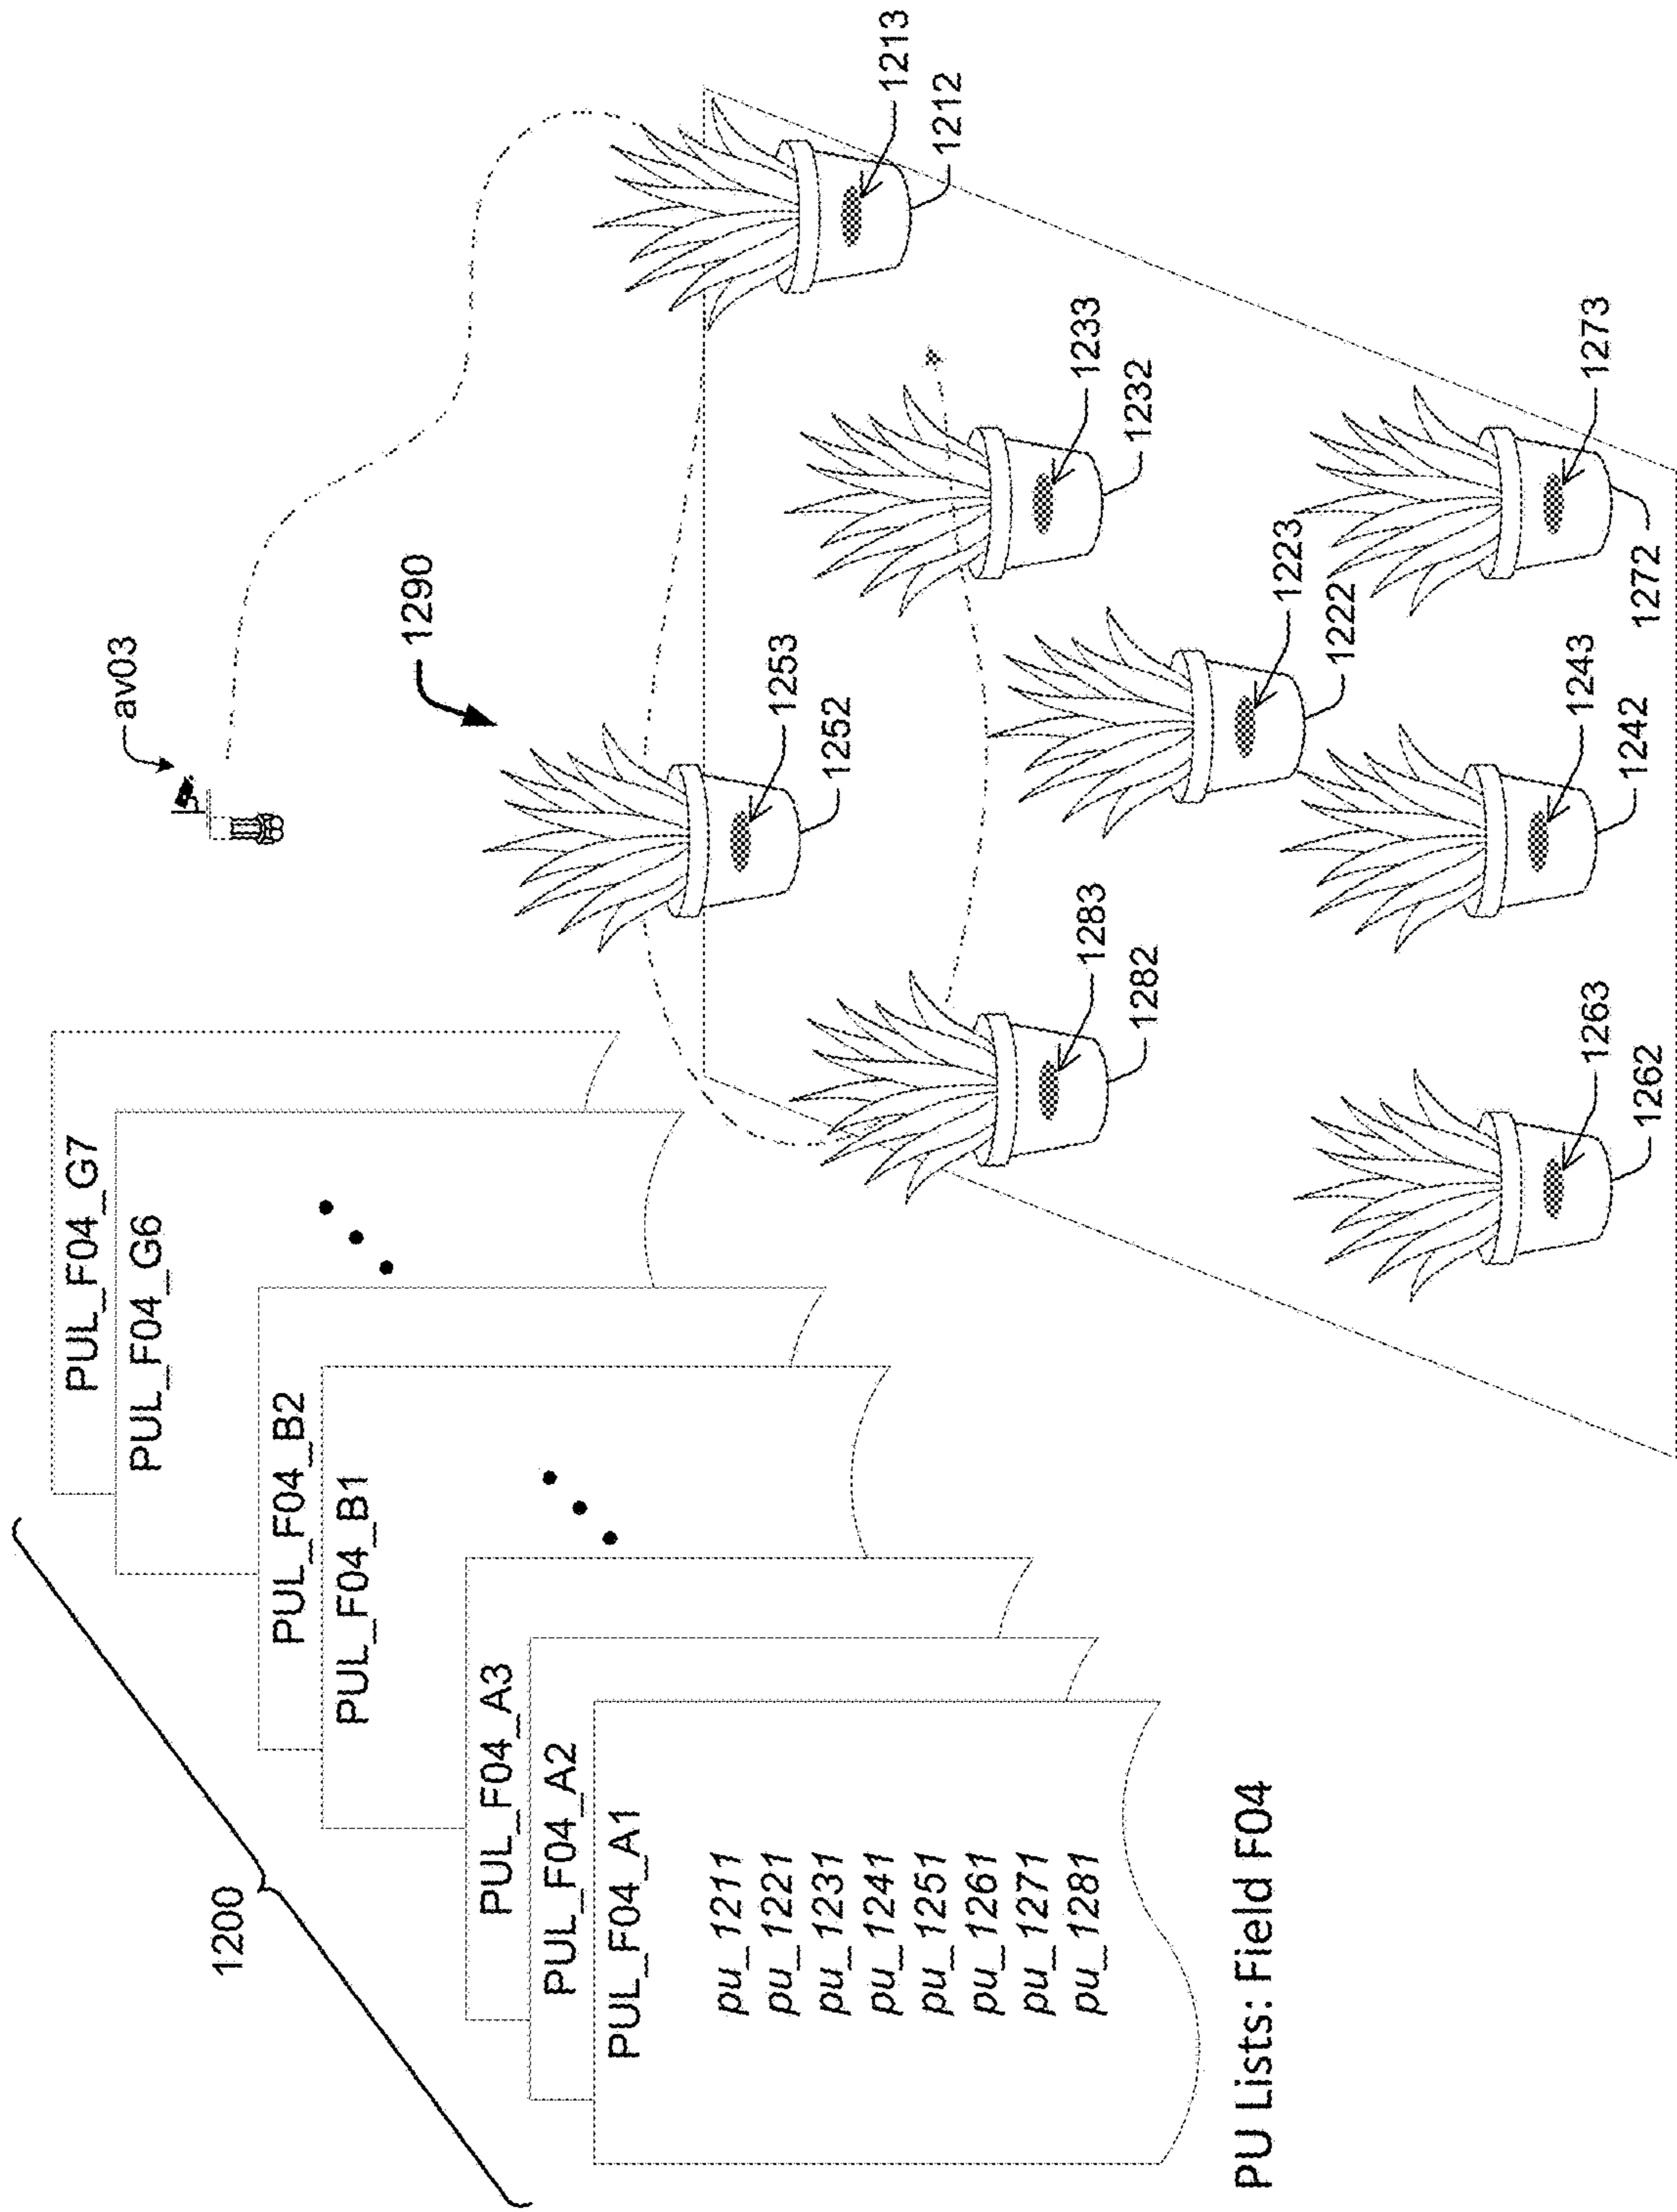 1200
PUL_F04_G7
PUL_F04_G6
PUL_F04_B2
PUL_F04_B1
PUL_F04_A3
PUL_F04_A2
PUL_F04_A1
pu_1211
pu_1221
pu_1231
pu_1241
pu_1251
pu_1261
pu_1271
pu_1281
PU Lists: Field F04
av03
1290
1253
1252
1213
1212
1283
1282
1233
1232
1223
1222
1263
1262
1243
1242
1273
1272